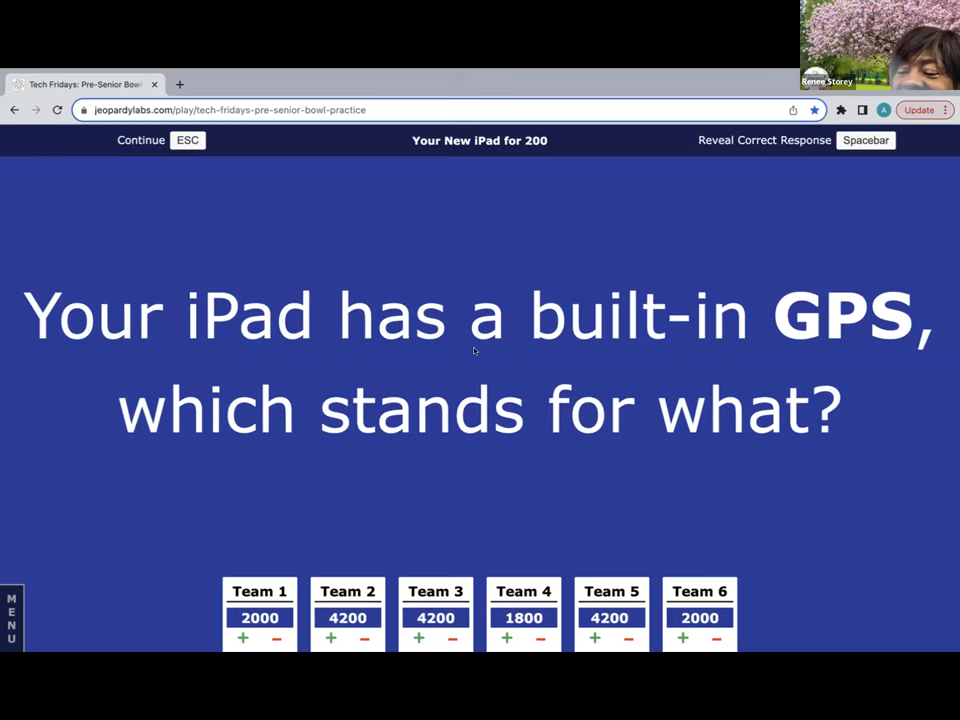 Renee Storey
Tech Fridays: Pre-Senior Bowl
jeopardylabs.com/play/tech-fridays-pre-senior-bowl-practice
A
Update
Continue ESC
Your New iPad for 200
Reveal Correct Response Spacebar
Your iPad has a built-in GPS,
which stands for what?
MENU
Team 1 Team 2 Team 3 Team 4 Team 5 Team 6
2000 4200 4200 1800 4200 2000
+ − + − + − + − + − + −